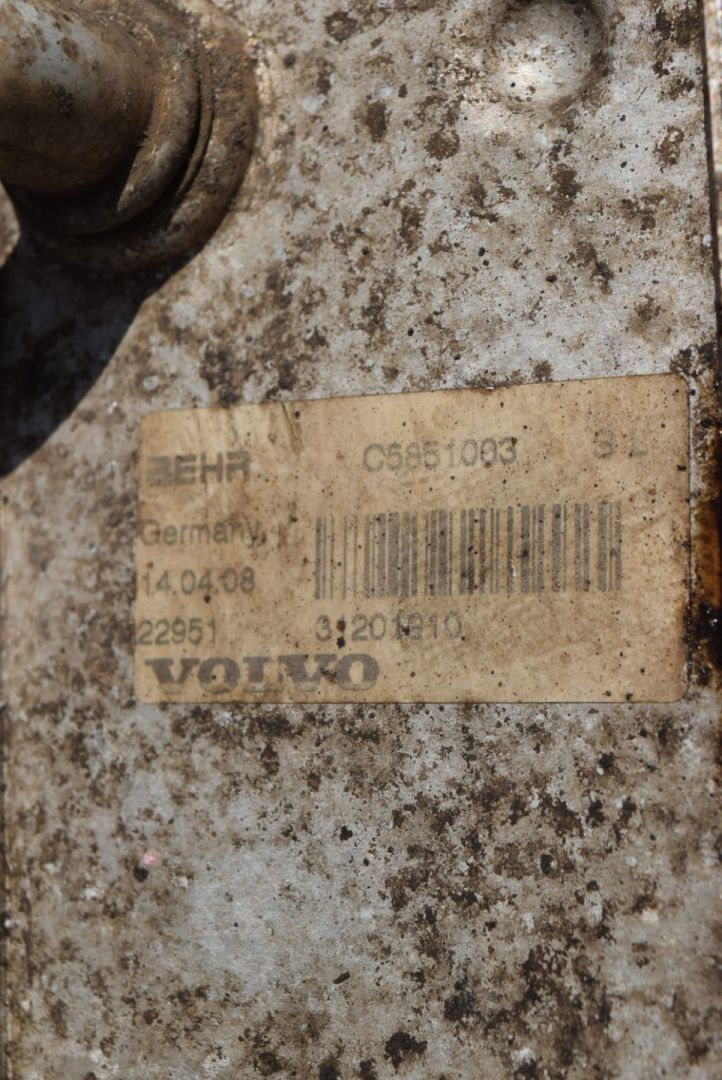 BEHR C5851003 S L
Germany
14.04.08
22951 31201910
VOLVO